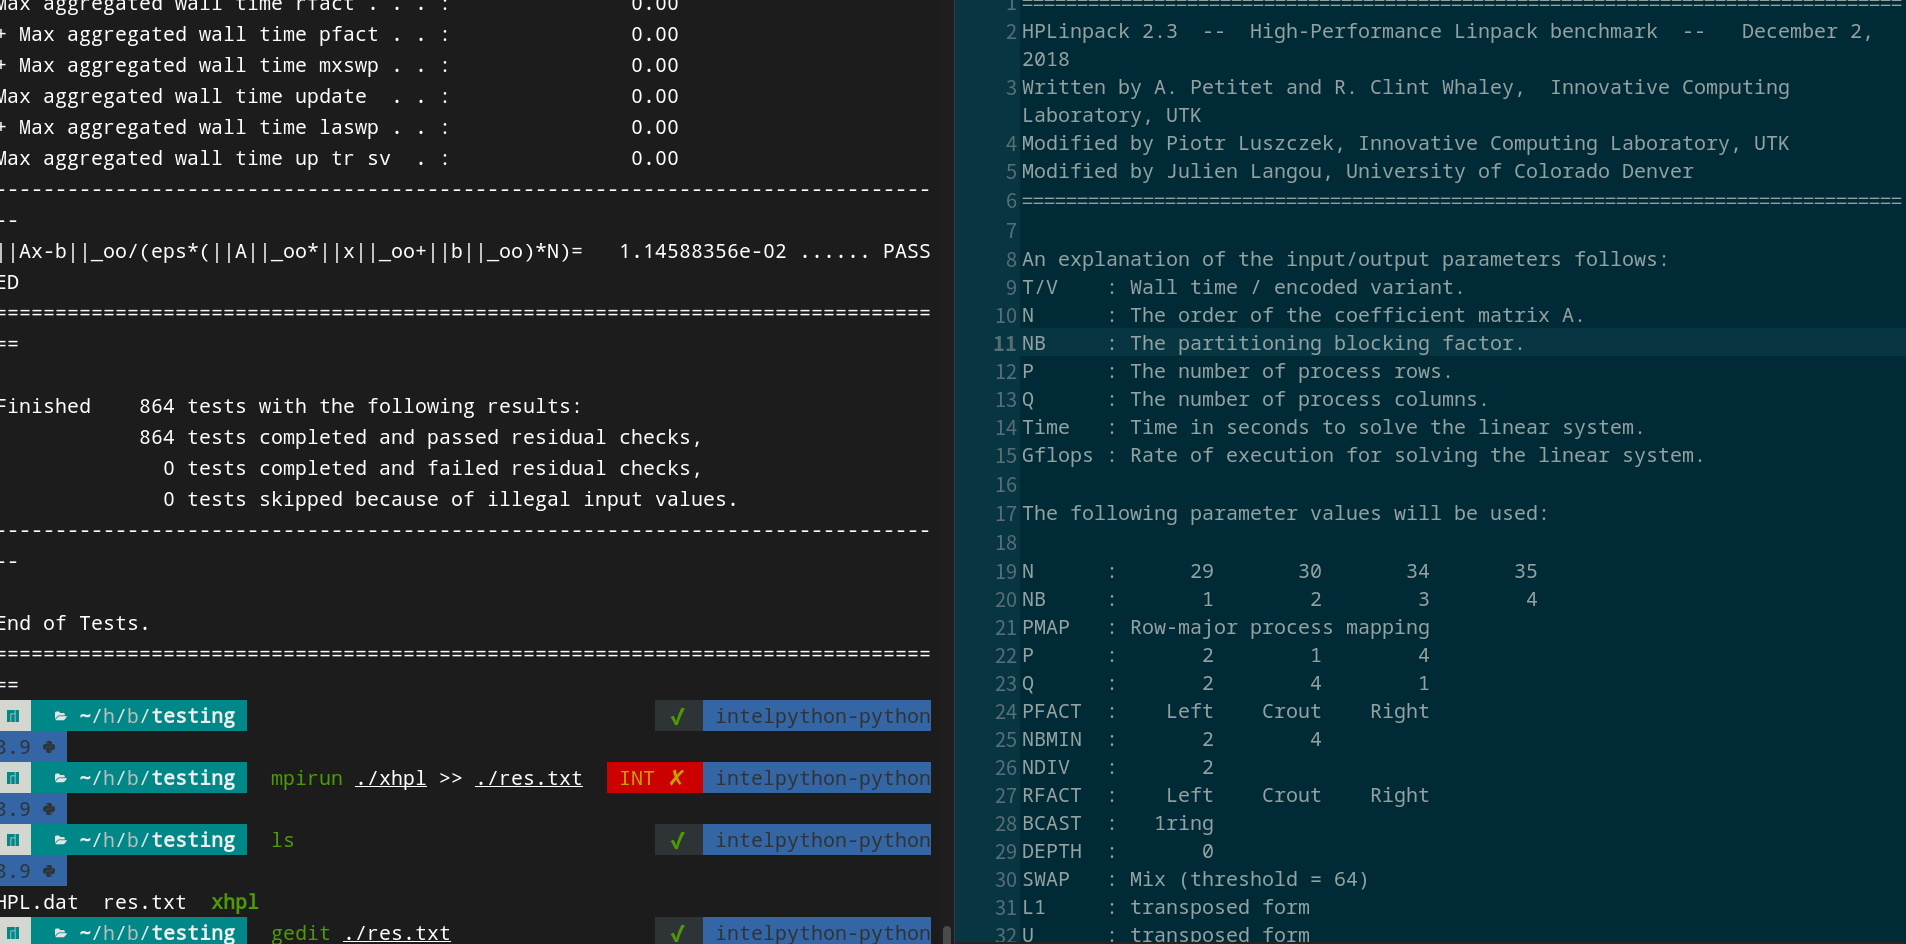 Max aggregated wall time rfact . . . :               0.00
+ Max aggregated wall time pfact . . :               0.00
+ Max aggregated wall time mxswp . . :               0.00
Max aggregated wall time update  . . :               0.00
+ Max aggregated wall time laswp . . :               0.00
Max aggregated wall time up tr sv  . :               0.00
------------------------------------------------------------------------------
--
||Ax-b||_oo/(eps*(||A||_oo*||x||_oo+||b||_oo)*N)=   1.14588356e-02 ...... PASS
ED
==============================================================================
==
Finished    864 tests with the following results:
            864 tests completed and passed residual checks,
              0 tests completed and failed residual checks,
              0 tests skipped because of illegal input values.
------------------------------------------------------------------------------
--
End of Tests.
==============================================================================
==
~/h/b/testing ✓ intelpython-python
3.9
~/h/b/testing mpirun ./xhpl >> ./res.txt INT ✗ intelpython-python
3.9
~/h/b/testing ls ✓ intelpython-python
3.9
HPL.dat  res.txt  xhpl
~/h/b/testing gedit ./res.txt ✓ intelpython-python
1 ================================================================================
2 HPLinpack 2.3  --  High-Performance Linpack benchmark  --   December 2,
2018
3 Written by A. Petitet and R. Clint Whaley,  Innovative Computing
Laboratory, UTK
4 Modified by Piotr Luszczek, Innovative Computing Laboratory, UTK
5 Modified by Julien Langou, University of Colorado Denver
6 ================================================================================
7
8 An explanation of the input/output parameters follows:
9 T/V    : Wall time / encoded variant.
10 N      : The order of the coefficient matrix A.
11 NB     : The partitioning blocking factor.
12 P      : The number of process rows.
13 Q      : The number of process columns.
14 Time   : Time in seconds to solve the linear system.
15 Gflops : Rate of execution for solving the linear system.
16
17 The following parameter values will be used:
18
19 N      :      29       30       34       35
20 NB     :       1        2        3        4
21 PMAP   : Row-major process mapping
22 P      :       2        1        4
23 Q      :       2        4        1
24 PFACT  :    Left    Crout    Right
25 NBMIN  :       2        4
26 NDIV   :       2
27 RFACT  :    Left    Crout    Right
28 BCAST  :   1ring
29 DEPTH  :       0
30 SWAP   : Mix (threshold = 64)
31 L1     : transposed form
32 U      : transposed form